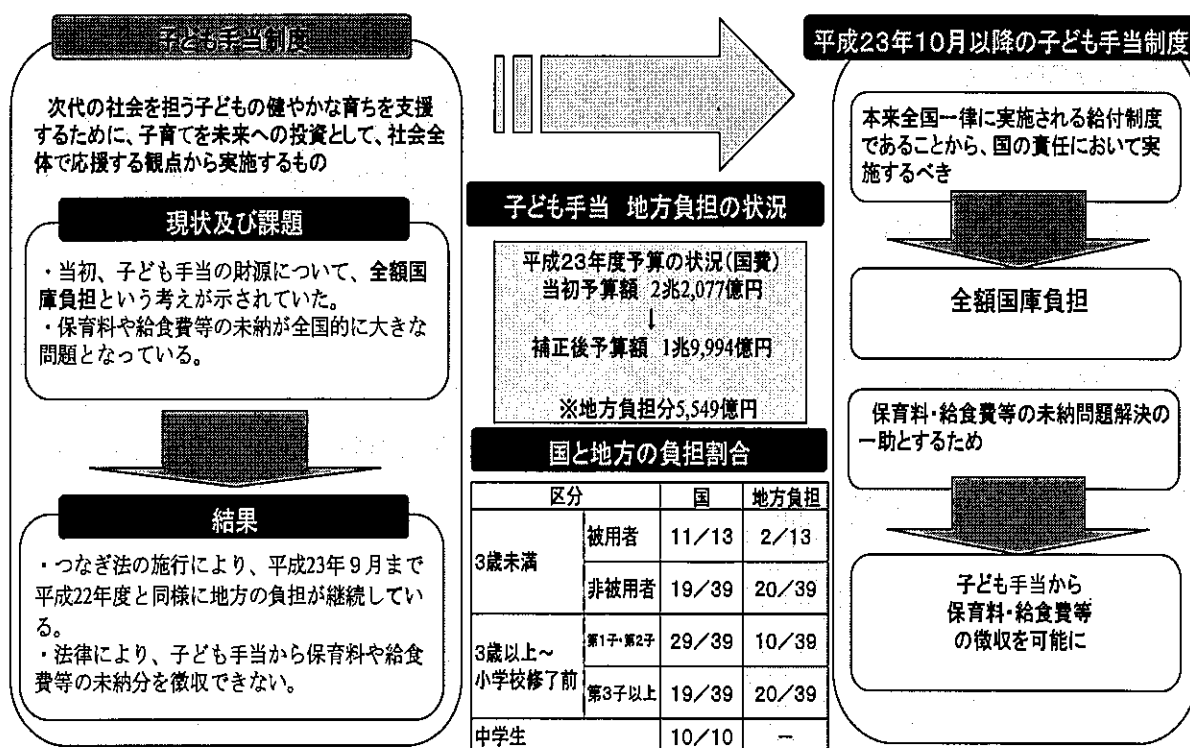 子ども手当制度
次代の社会を担う子どもの健やかな育ちを支援
するために、子育てを未来への投資として、社会全
体で応援する観点から実施するもの
現状及び課題
・当初、子ども手当の財源について、全額国
庫負担という考えが示されていた。
・保育料や給食費等の未納が全国的に大きな
問題となっている。
結果
・つなぎ法の施行により、平成23年９月まで
平成22年度と同様に地方の負担が継続してい
る。
・法律により、子ども手当から保育料や給食
費等の未納分を徴収できない。
子ども手当 地方負担の状況
平成23年度予算の状況(国費)
当初予算額 2兆2,077億円
↓
補正後予算額 1兆9,994億円
※地方負担分5,549億円
国と地方の負担割合
区分 国 地方負担
3歳未満 被用者 11／13 2／13
非被用者 19／39 20／39
3歳以上～
小学校修了前 第1子・第2子 29／39 10／39
第3子以上 19／39 20／39
中学生 10／10 －
平成23年10月以降の子ども手当制度
本来全国一律に実施される給付制度
であることから、国の責任において実
施するべき
全額国庫負担
保育料・給食費等の未納問題解決の
一助とするため
子ども手当から
保育料・給食費等
の徴収を可能に